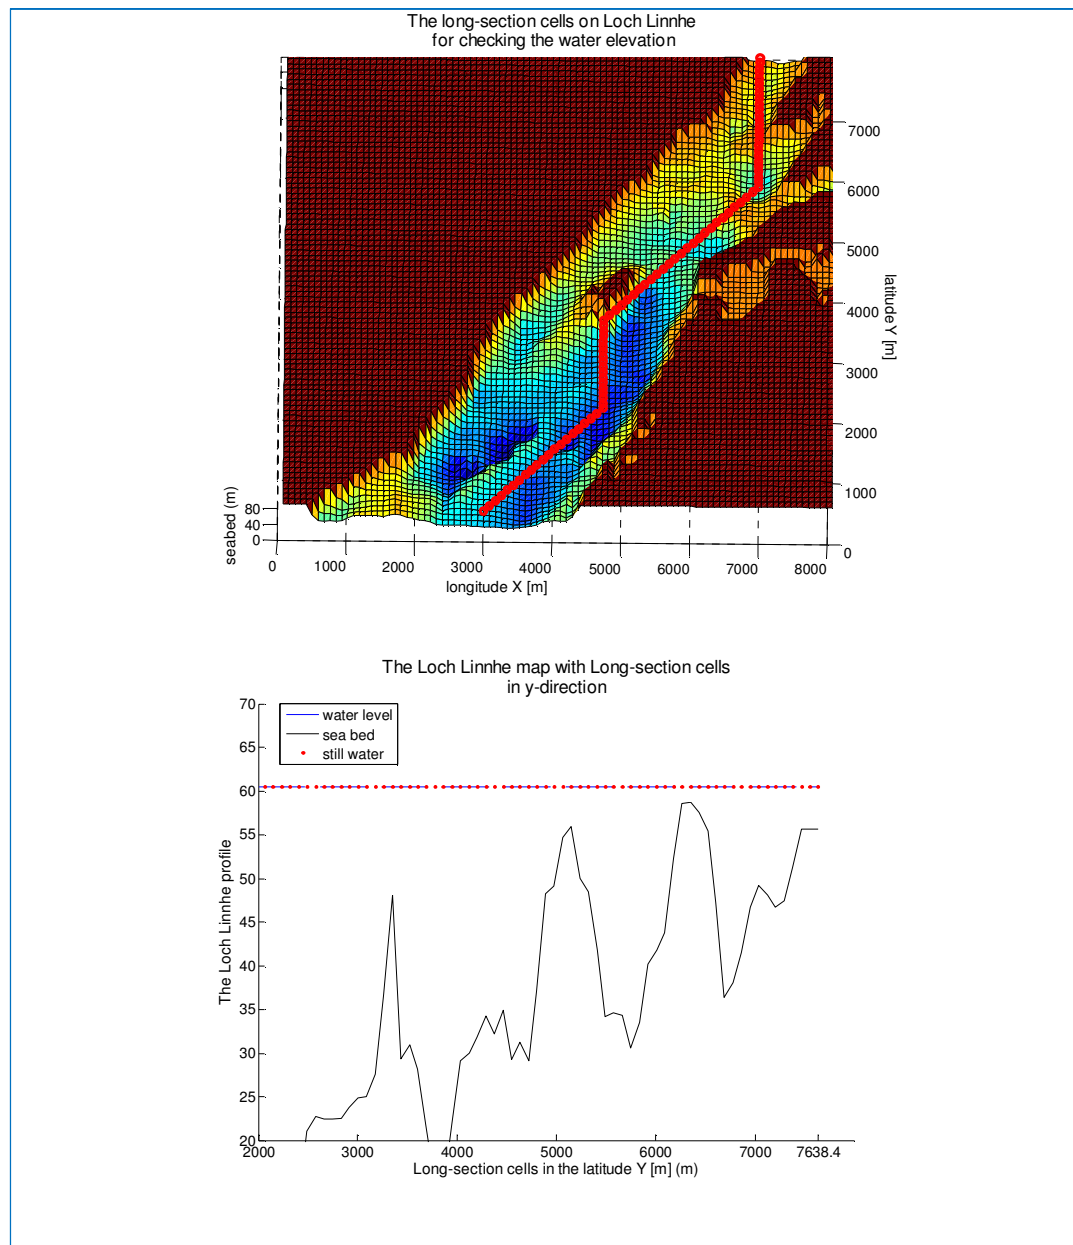 The long-section cells on Loch Linnhe
for checking the water elevation
7000
6000
5000
4000
3000
2000
1000
0
latitude Y [m]
seabed (m)
80
40
0
0 1000 2000 3000 4000 5000 6000 7000 8000
longitude X [m]
The Loch Linnhe map with Long-section cells
in y-direction
water level
sea bed
still water
The Loch Linnhe profile
70
65
60
55
50
45
40
35
30
25
20
2000 3000 4000 5000 6000 7000 7638.4
Long-section cells in the latitude Y [m] (m)